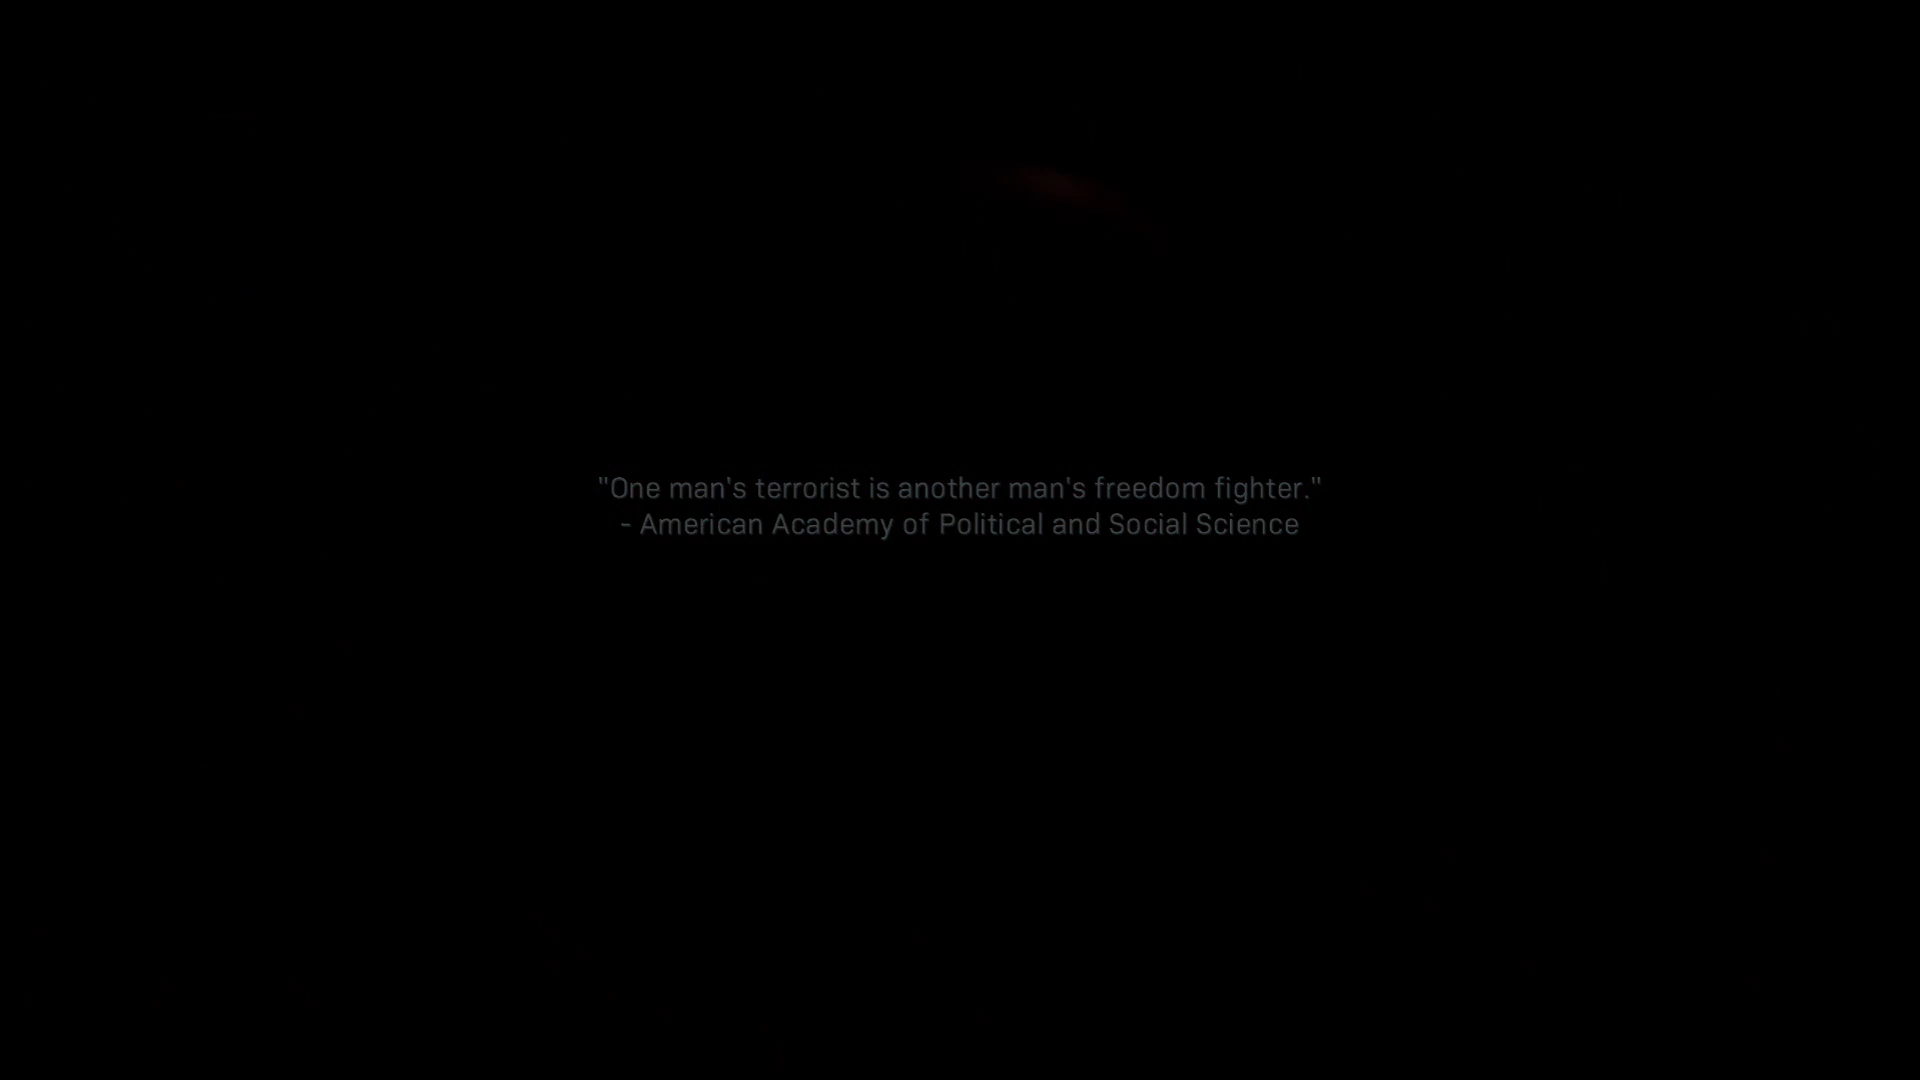 "One man's terrorist is another man's freedom fighter."
- American Academy of Political and Social Science